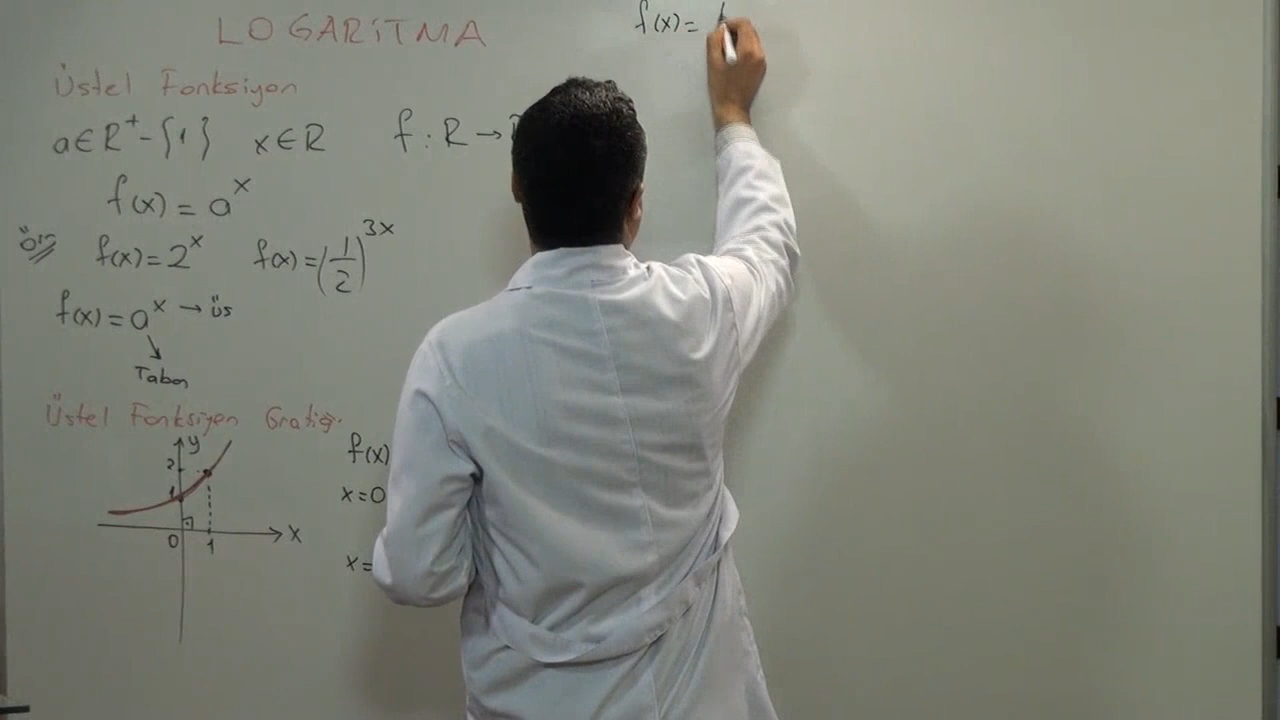 LOGARİTMA
f(x) =
Üstel Fonksiyon
a∈R⁺-{1} x∈R f : R →
f(x) = aˣ
Örn f(x) = 2ˣ f(x) = (1/2)³ˣ
f(x) = aˣ → üs
Taban
Üstel Fonksiyon Grafiği
y
2
1
0 1 x
f(x)
x=0
x=